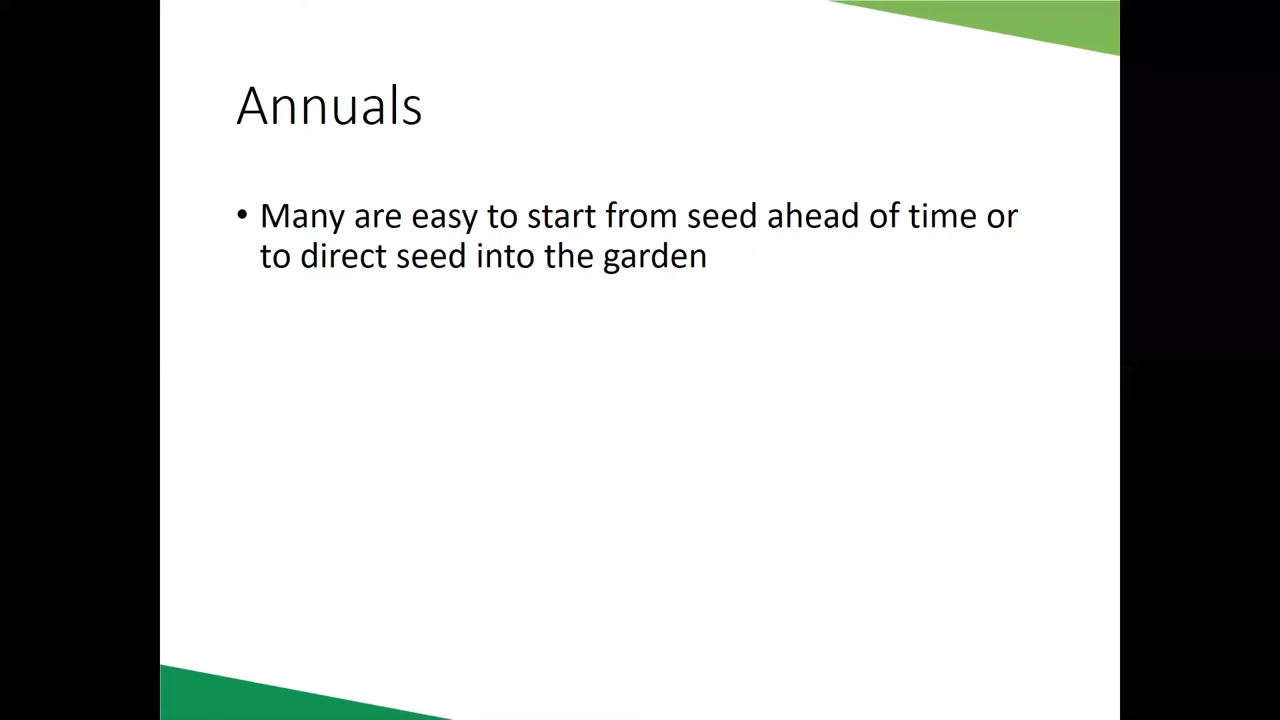 Annuals
• Many are easy to start from seed ahead of time or
to direct seed into the garden